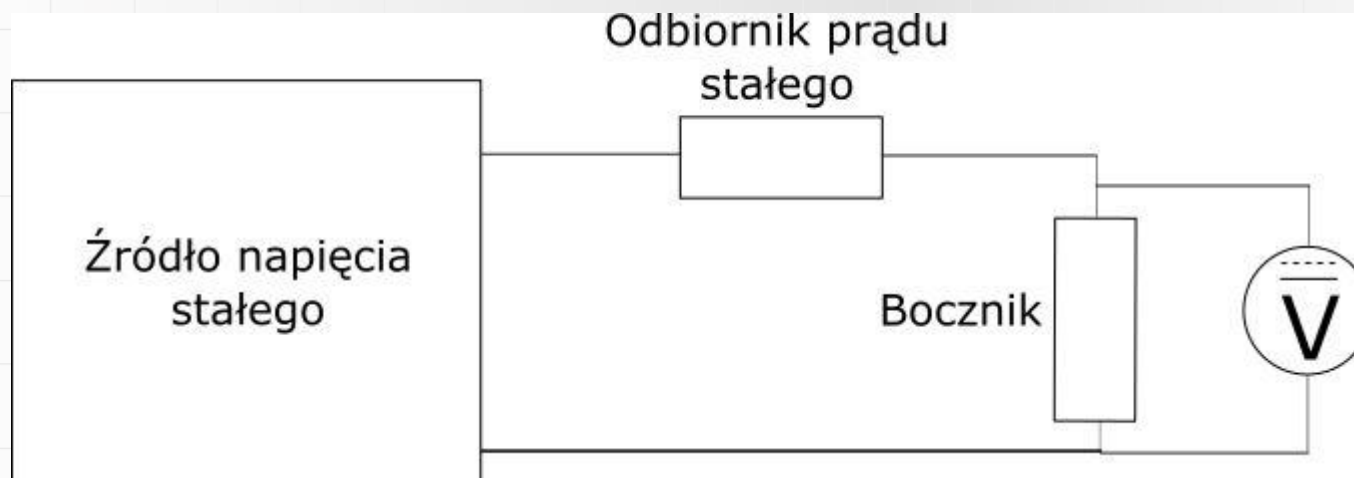 Odbiornik prądu
stałego
Źródło napięcia
stałego
Bocznik
V